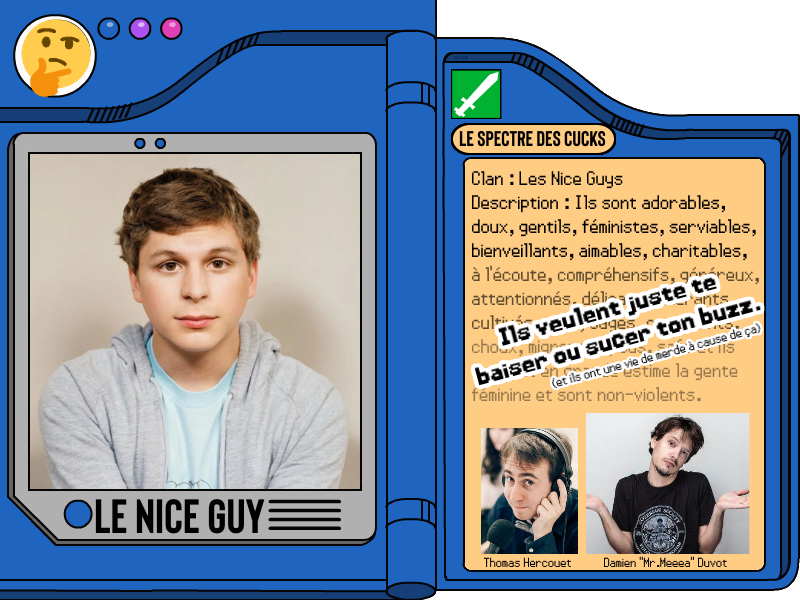 LE NICE GUY
LE SPECTRE DES CUCKS
Clan : Les Nice Guys
Description : Ils sont adorables,
doux, gentils, féministes, serviables,
bienveillants, aimables, charitables,
à l'écoute, compréhensifs, généreux,
attentionnés,
Ils veulent juste te
baiser ou suCer ton buzz.
(et ils ont une vie de merde à cause de ça)
estime la gente
féminine et sont non-violents.
Thomas Hercouet
Damien "Mr.Meeea" Duvot